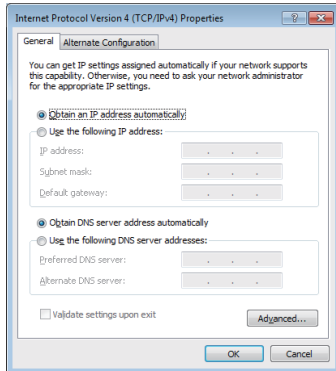 Internet Protocol Version 4 (TCP/IPv4) Properties
General
Alternate Configuration
You can get IP settings assigned automatically if your network supports
this capability. Otherwise, you need to ask your network administrator
for the appropriate IP settings.
Obtain an IP address automatically
Use the following IP address:
IP address:
Subnet mask:
Default gateway:
Obtain DNS server address automatically
Use the following DNS server addresses:
Preferred DNS server:
Alternate DNS server:
Validate settings upon exit
Advanced...
OK
Cancel